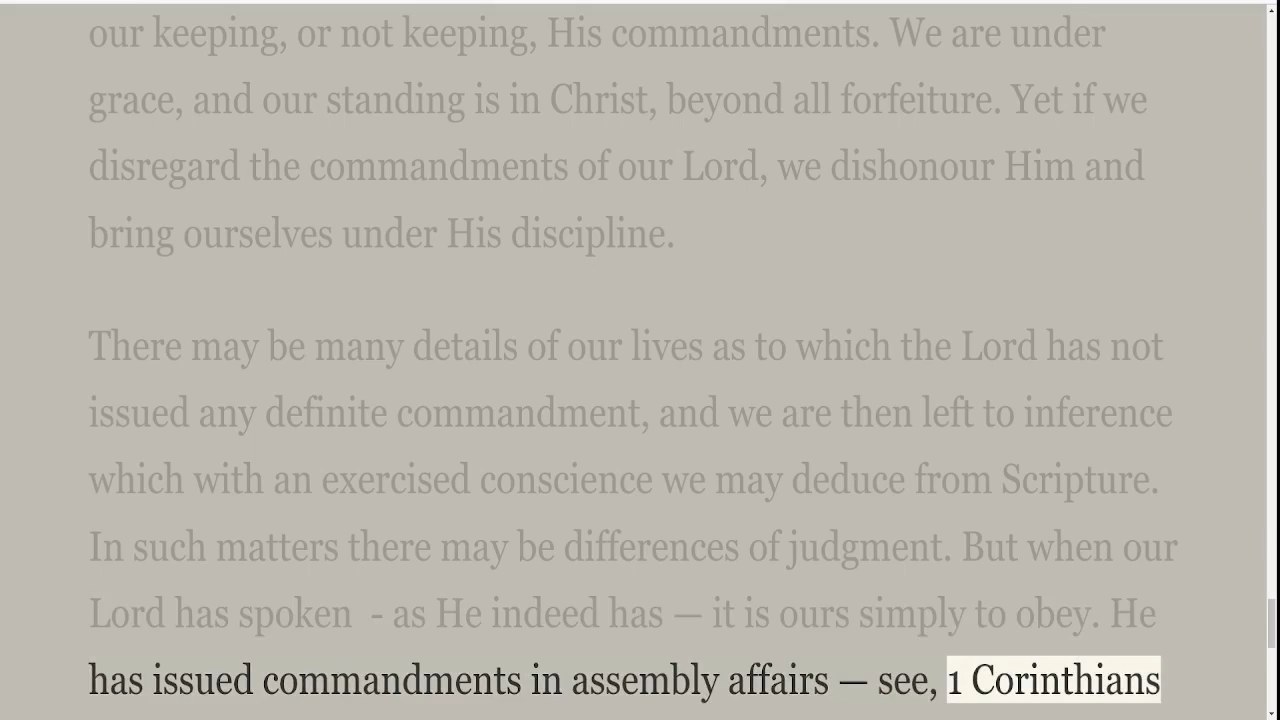 our keeping, or not keeping, His commandments. We are under
grace, and our standing is in Christ, beyond all forfeiture. Yet if we
disregard the commandments of our Lord, we dishonour Him and
bring ourselves under His discipline.
There may be many details of our lives as to which the Lord has not
issued any definite commandment, and we are then left to inference
which with an exercised conscience we may deduce from Scripture.
In such matters there may be differences of judgment. But when our
Lord has spoken  - as He indeed has — it is ours simply to obey. He
has issued commandments in assembly affairs — see, 1 Corinthians